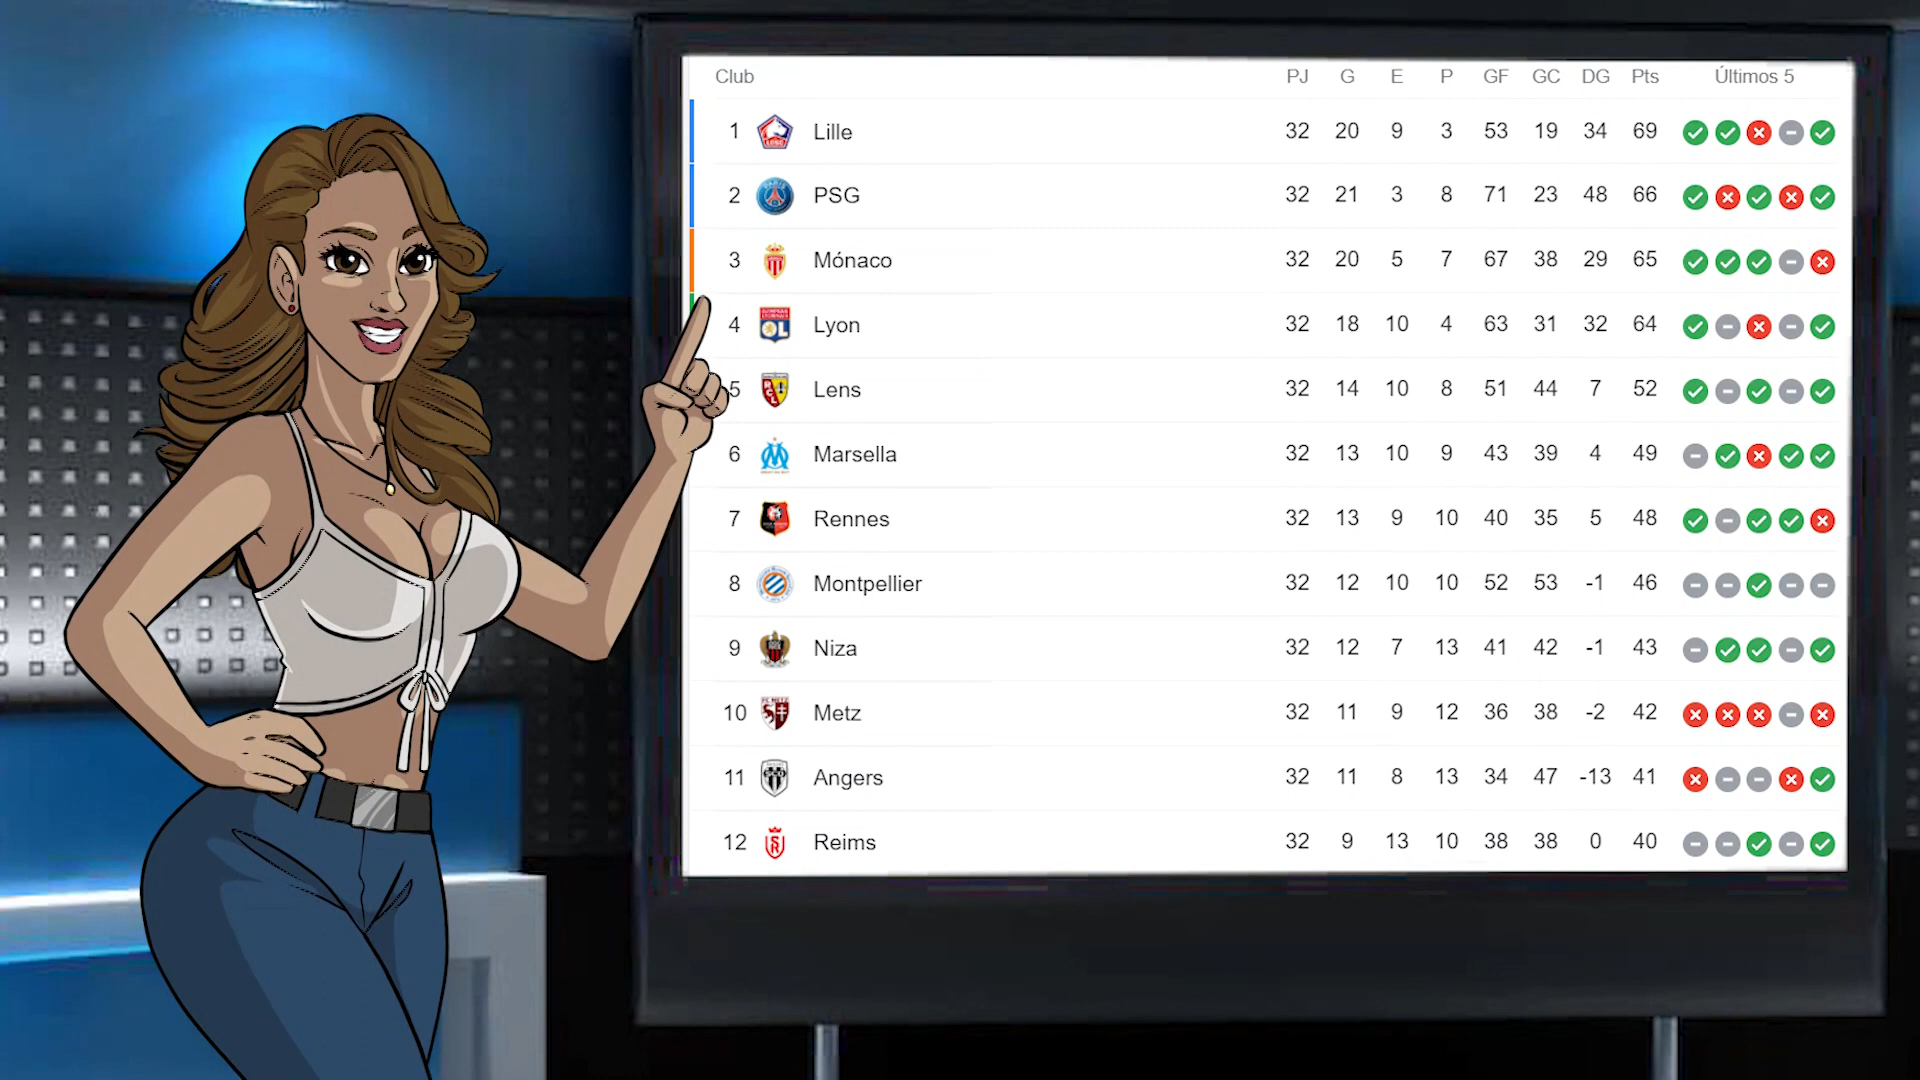 Club PJ G E P GF GC DG Pts Últimos 5
1 Lille 32 20 9 3 53 19 34 69
2 PSG 32 21 3 8 71 23 48 66
3 Mónaco 32 20 5 7 67 38 29 65
4 Lyon 32 18 10 4 63 31 32 64
5 Lens 32 14 10 8 51 44 7 52
6 Marsella 32 13 10 9 43 39 4 49
7 Rennes 32 13 9 10 40 35 5 48
8 Montpellier 32 12 10 10 52 53 -1 46
9 Niza 32 12 7 13 41 42 -1 43
10 Metz 32 11 9 12 36 38 -2 42
11 Angers 32 11 8 13 34 47 -13 41
12 Reims 32 9 13 10 38 38 0 40